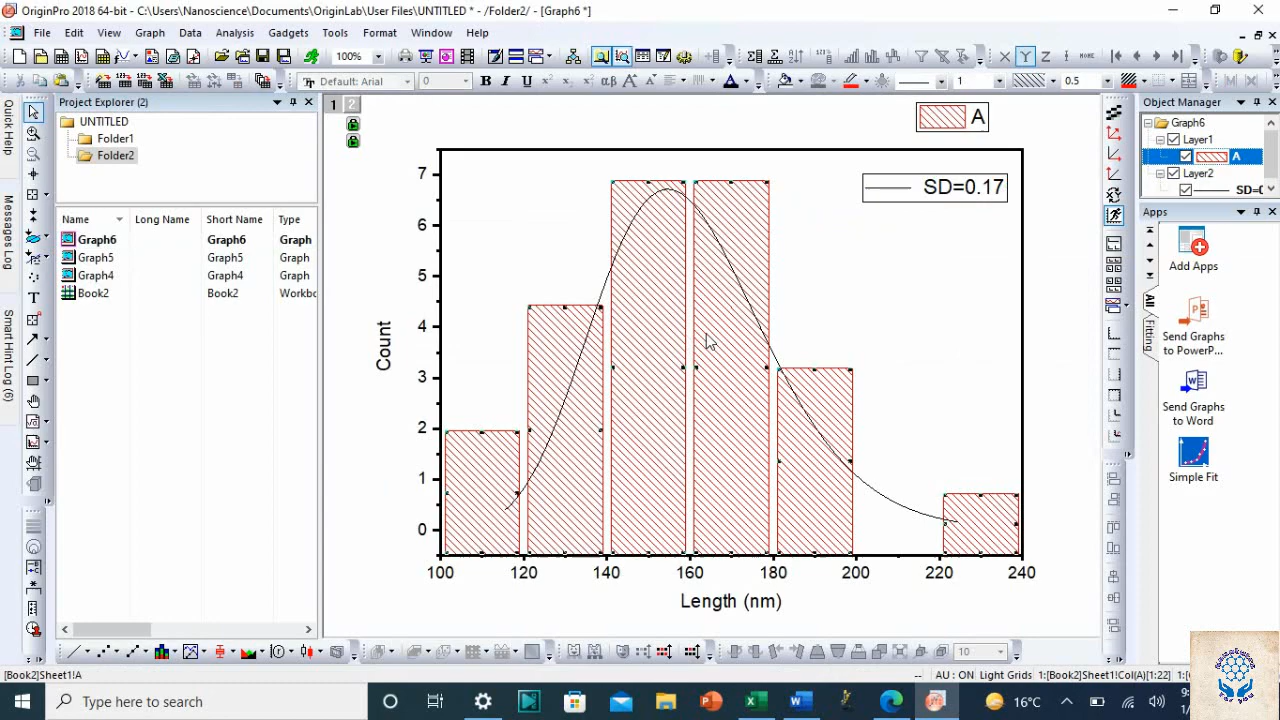 OriginPro 2018 64-bit - C:\Users\Nanoscience\Documents\OriginLab\User Files\UNTITLED * - /Folder2/ - [Graph6 *]
File Edit View Graph Data Analysis Gadgets Tools Format Window Help
100%
Default: Arial 0 B I U αβ A A 1 0.5
Quick Help
Messages Log
Smart Hint Log (6)
Project Explorer (2)
UNTITLED
Folder1
Folder2
Name Long Name Short Name Type
Graph6 Graph6 Graph
Graph5 Graph5 Graph
Graph4 Graph4 Graph
Book2 Book2 Workbo
1 2
A
SD=0.17
7
6
5
4
3
2
1
0
Count
100 120 140 160 180 200 220 240
Length (nm)
Object Manager
Graph6
Layer1
A
Layer2
SD=0
Apps
All
Fitting
Add Apps
Send Graphs to PowerP...
Send Graphs to Word
Simple Fit
10
[Book2]Sheet1!A
-- AU : ON Light Grids 1:[Book2]Sheet1!Col(A)[1:22]
Type here to search
16°C